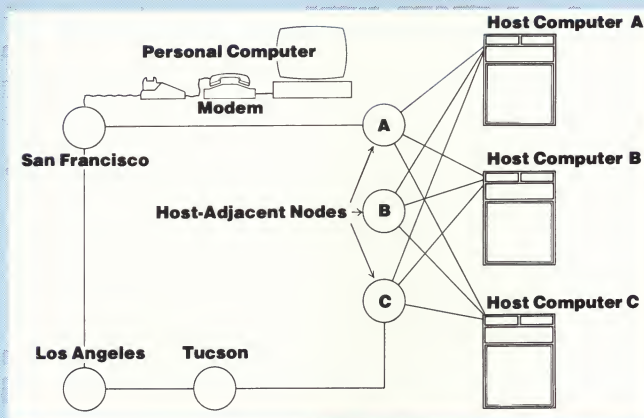 Host Computer A
Personal Computer
Modem
A
San Francisco
Host Computer B
Host-Adjacent Nodes
B
C
Host Computer C
Los Angeles
Tucson